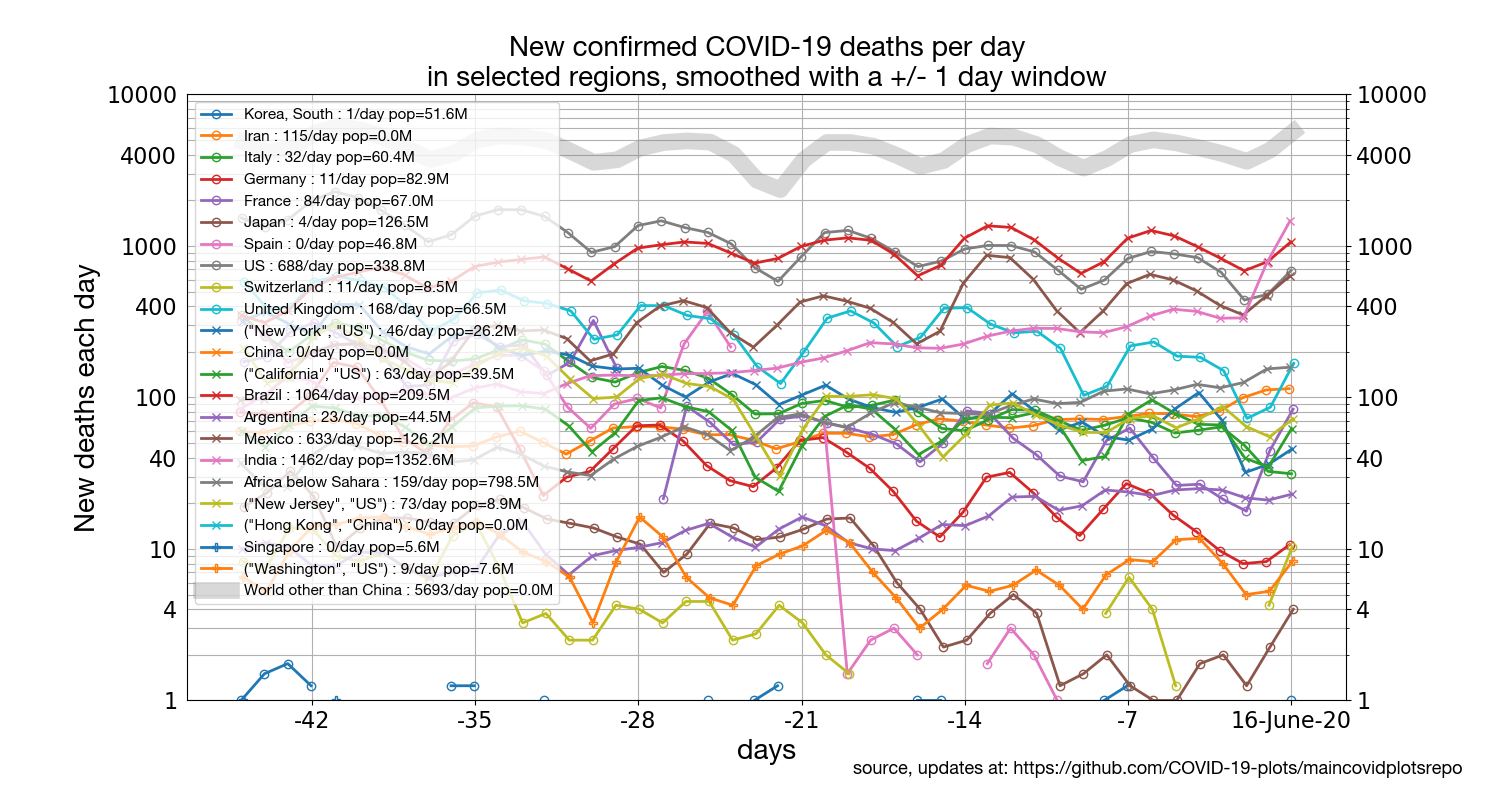 New confirmed COVID-19 deaths per day
in selected regions, smoothed with a +/- 1 day window
10000
4000
1000
400
100
40
10
4
1
New deaths each day
Korea, South : 1/day pop=51.6M
Iran : 115/day pop=0.0M
Italy : 32/day pop=60.4M
Germany : 11/day pop=82.9M
France : 84/day pop=67.0M
Japan : 4/day pop=126.5M
Spain : 0/day pop=46.8M
US : 688/day pop=338.8M
Switzerland : 11/day pop=8.5M
United Kingdom : 168/day pop=66.5M
("New York", "US") : 46/day pop=26.2M
China : 0/day pop=0.0M
("California", "US") : 63/day pop=39.5M
Brazil : 1064/day pop=209.5M
Argentina : 23/day pop=44.5M
Mexico : 633/day pop=126.2M
India : 1462/day pop=1352.6M
Africa below Sahara : 159/day pop=798.5M
("New Jersey", "US") : 73/day pop=8.9M
("Hong Kong", "China") : 0/day pop=0.0M
Singapore : 0/day pop=5.6M
("Washington", "US") : 9/day pop=7.6M
World other than China : 5693/day pop=0.0M
10000
4000
1000
400
100
40
10
4
1
-42 -35 -28 -21 -14 -7 16-June-20
days
source, updates at: https://github.com/COVID-19-plots/maincovidplotsrepo